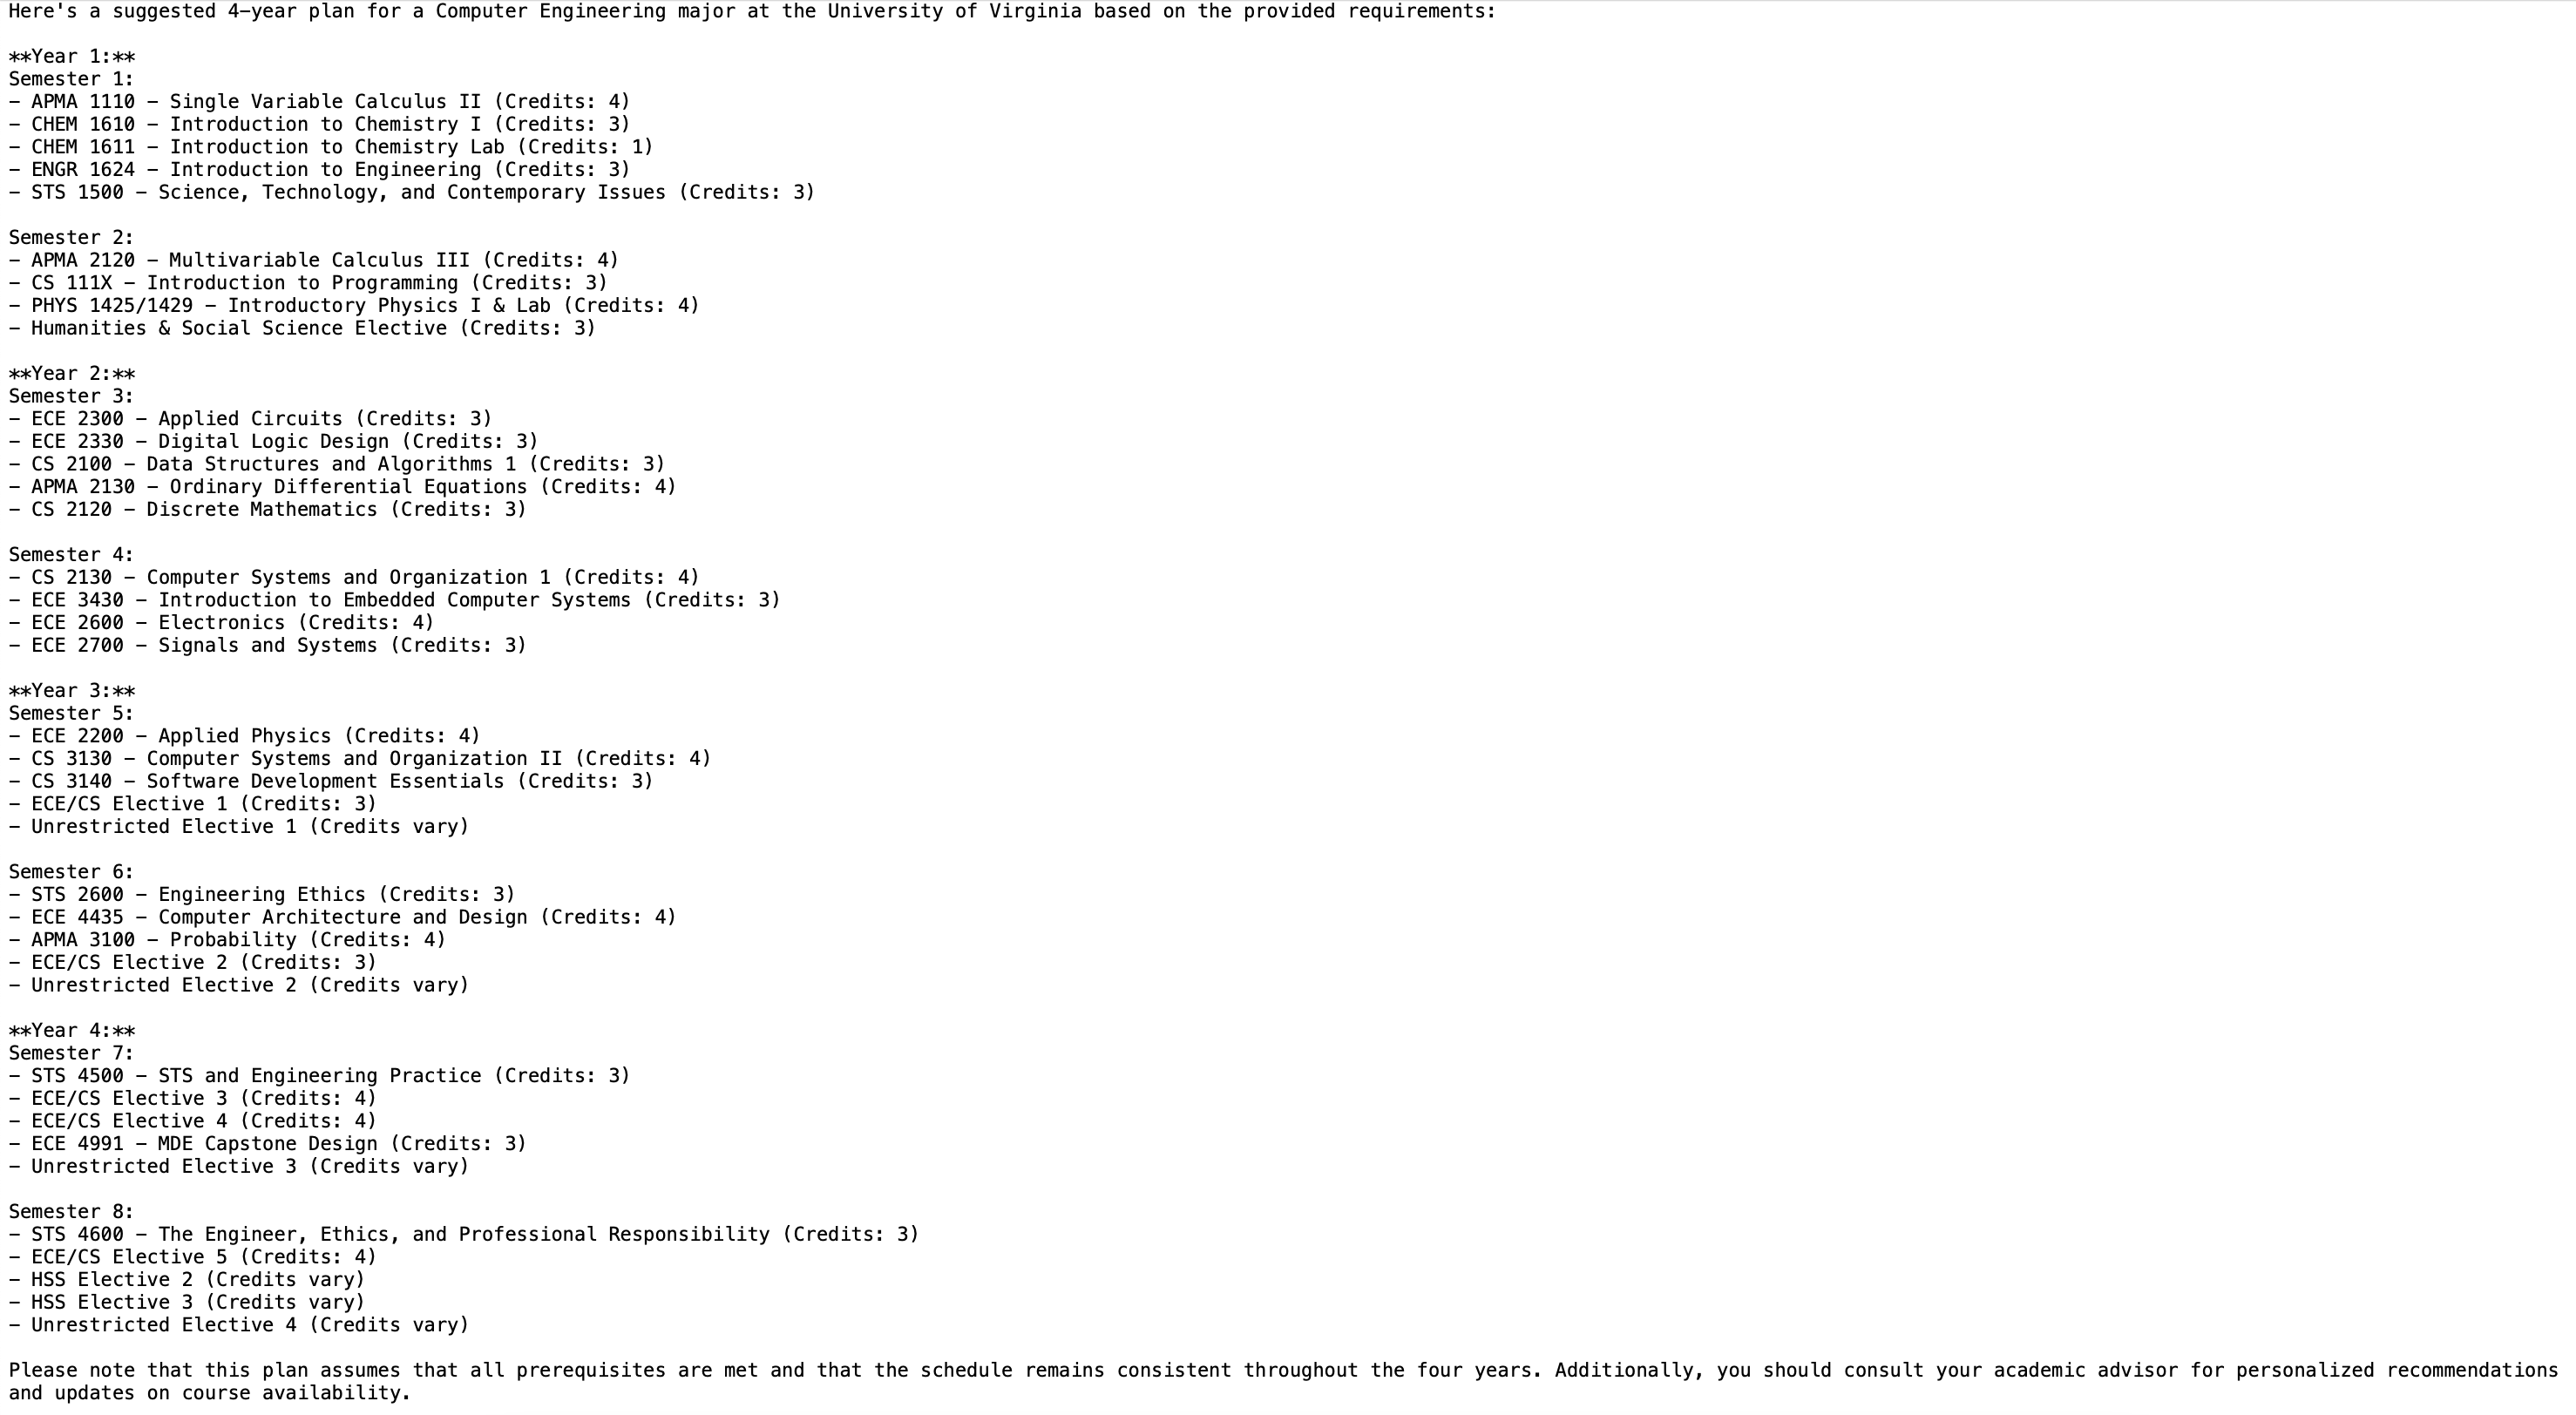 Here's a suggested 4-year plan for a Computer Engineering major at the University of Virginia based on the provided requirements:
**Year 1:**
Semester 1:
- APMA 1110 - Single Variable Calculus II (Credits: 4)
- CHEM 1610 - Introduction to Chemistry I (Credits: 3)
- CHEM 1611 - Introduction to Chemistry Lab (Credits: 1)
- ENGR 1624 - Introduction to Engineering (Credits: 3)
- STS 1500 - Science, Technology, and Contemporary Issues (Credits: 3)
Semester 2:
- APMA 2120 - Multivariable Calculus III (Credits: 4)
- CS 111X - Introduction to Programming (Credits: 3)
- PHYS 1425/1429 - Introductory Physics I & Lab (Credits: 4)
- Humanities & Social Science Elective (Credits: 3)
**Year 2:**
Semester 3:
- ECE 2300 - Applied Circuits (Credits: 3)
- ECE 2330 - Digital Logic Design (Credits: 3)
- CS 2100 - Data Structures and Algorithms 1 (Credits: 3)
- APMA 2130 - Ordinary Differential Equations (Credits: 4)
- CS 2120 - Discrete Mathematics (Credits: 3)
Semester 4:
- CS 2130 - Computer Systems and Organization 1 (Credits: 4)
- ECE 3430 - Introduction to Embedded Computer Systems (Credits: 3)
- ECE 2600 - Electronics (Credits: 4)
- ECE 2700 - Signals and Systems (Credits: 3)
**Year 3:**
Semester 5:
- ECE 2200 - Applied Physics (Credits: 4)
- CS 3130 - Computer Systems and Organization II (Credits: 4)
- CS 3140 - Software Development Essentials (Credits: 3)
- ECE/CS Elective 1 (Credits: 3)
- Unrestricted Elective 1 (Credits vary)
Semester 6:
- STS 2600 - Engineering Ethics (Credits: 3)
- ECE 4435 - Computer Architecture and Design (Credits: 4)
- APMA 3100 - Probability (Credits: 4)
- ECE/CS Elective 2 (Credits: 3)
- Unrestricted Elective 2 (Credits vary)
**Year 4:**
Semester 7:
- STS 4500 - STS and Engineering Practice (Credits: 3)
- ECE/CS Elective 3 (Credits: 4)
- ECE/CS Elective 4 (Credits: 4)
- ECE 4991 - MDE Capstone Design (Credits: 3)
- Unrestricted Elective 3 (Credits vary)
Semester 8:
- STS 4600 - The Engineer, Ethics, and Professional Responsibility (Credits: 3)
- ECE/CS Elective 5 (Credits: 4)
- HSS Elective 2 (Credits vary)
- HSS Elective 3 (Credits vary)
- Unrestricted Elective 4 (Credits vary)
Please note that this plan assumes that all prerequisites are met and that the schedule remains consistent throughout the four years. Additionally, you should consult your academic advisor for personalized recommendations
and updates on course availability.